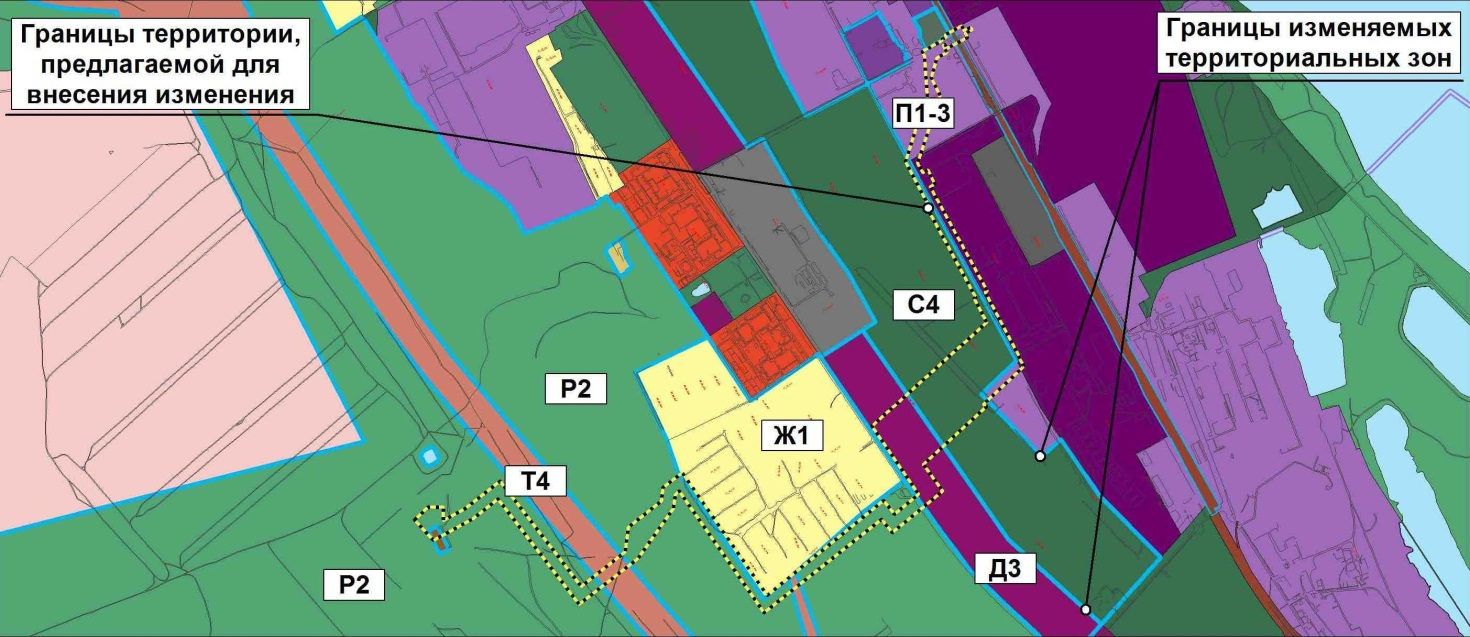 Границы территории,
предлагаемой для
внесения изменения
Границы изменяемых
территориальных зон
П1-3
С4
Р2
Ж1
Т4
Р2
Д3